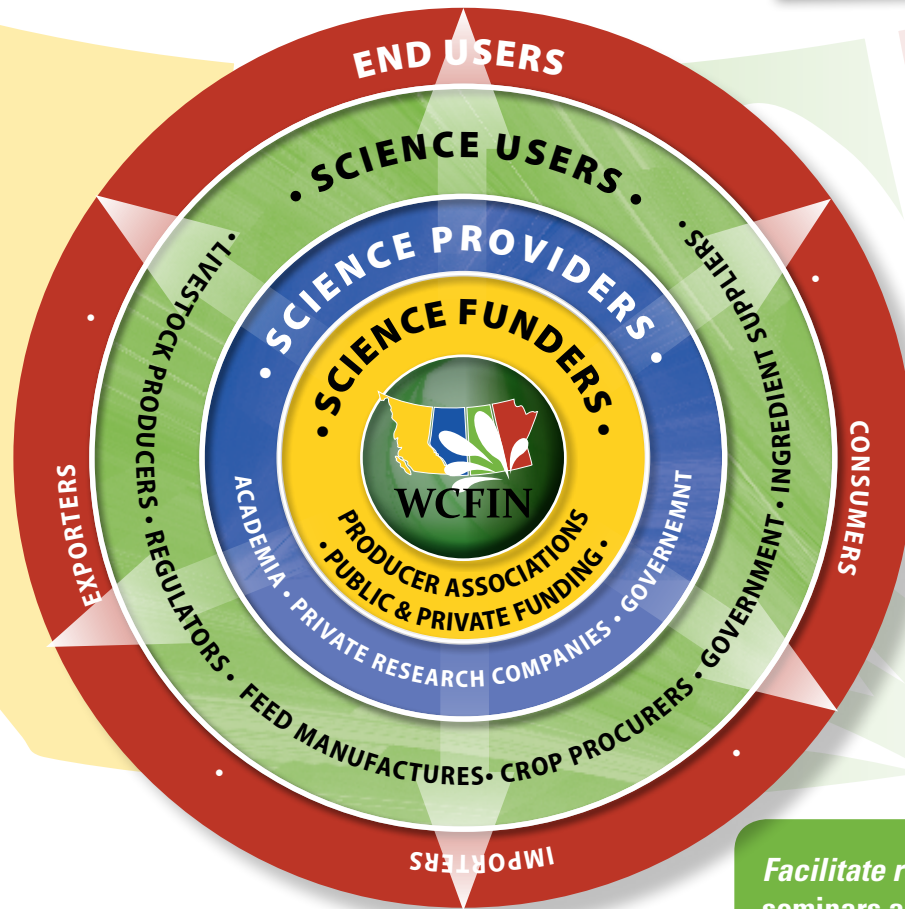 END USERS
• SCIENCE USERS •
• SCIENCE PROVIDERS •
• SCIENCE FUNDERS •
WCFIN
PRODUCER ASSOCIATIONS
• PUBLIC & PRIVATE FUNDING •
ACADEMIA • PRIVATE RESEARCH COMPANIES • GOVERNEMNT
• LIVESTOCK PRODUCERS • REGULATORS • FEED MANUFACTURES • CROP PROCURERS • GOVERNMENT • INGREDIENT SUPPLIERS •
EXPORTERS
CONSUMERS
IMPORTERS
Facilitate r
seminars a